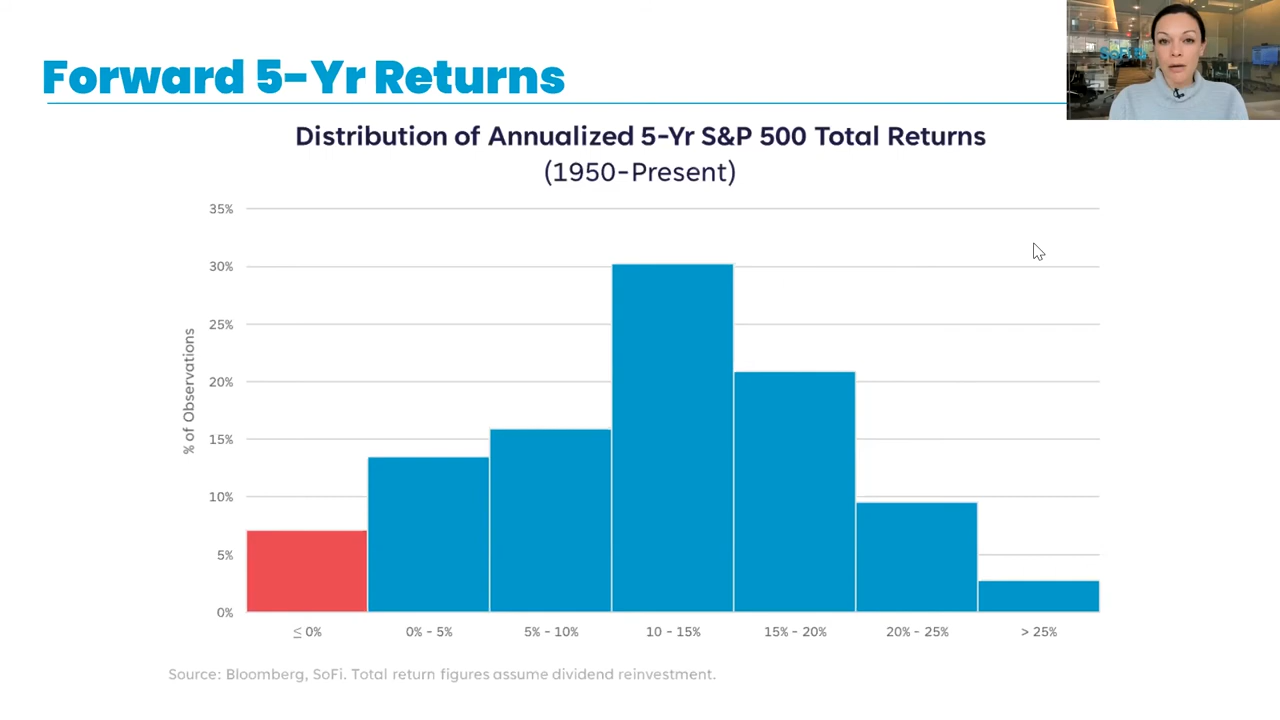 Forward 5-Yr Returns
SoFi
Distribution of Annualized 5-Yr S&P 500 Total Returns
(1950-Present)
35%
30%
25%
20%
15%
10%
5%
0%
% of Observations
≤ 0%
0% - 5%
5% - 10%
10 - 15%
15% - 20%
20% - 25%
> 25%
Source: Bloomberg, SoFi. Total return figures assume dividend reinvestment.